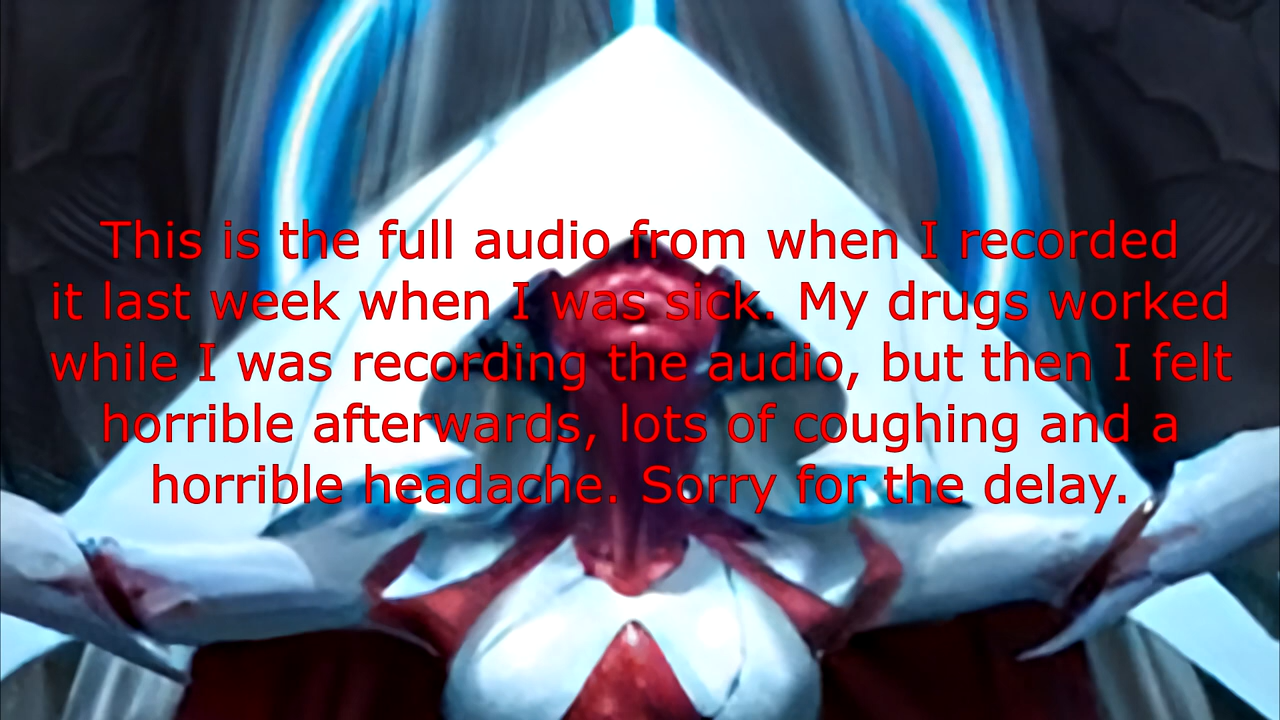 This is the full audio from when I recorded
it last week when I was sick. My drugs worked
while I was recording the audio, but then I felt
horrible afterwards, lots of coughing and a
horrible headache. Sorry for the delay.